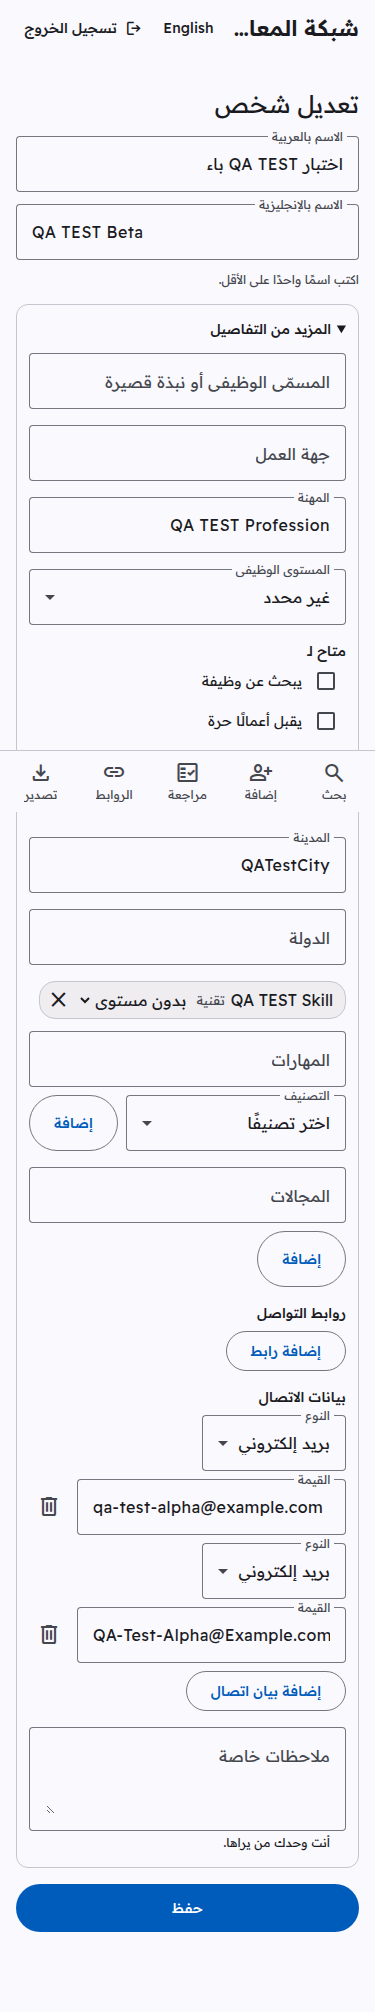 شبكة المعا...
English
تسجيل الخروج
تعديل شخص
الاسم بالعربية
اختبار QA TEST باء
الاسم بالإنجليزية
QA TEST Beta
اكتب اسمًا واحدًا على الأقل.
المزيد من التفاصيل
المسمّى الوظيفي أو نبذة قصيرة
جهة العمل
المهنة
QA TEST Profession
المستوى الوظيفي
غير محدد
متاح لـ
يبحث عن وظيفة
يقبل أعمالًا حرة
بحث
إضافة
مراجعة
الروابط
تصدير
المدينة
QATestCity
الدولة
QA TEST Skill تقنية بدون مستوى
المهارات
التصنيف
اختر تصنيفًا
إضافة
المجالات
إضافة
روابط التواصل
إضافة رابط
بيانات الاتصال
النوع
بريد إلكتروني
القيمة
qa-test-alpha@example.com
النوع
بريد إلكتروني
القيمة
QA-Test-Alpha@Example.com
إضافة بيان اتصال
ملاحظات خاصة
أنت وحدك من يراها.
حفظ